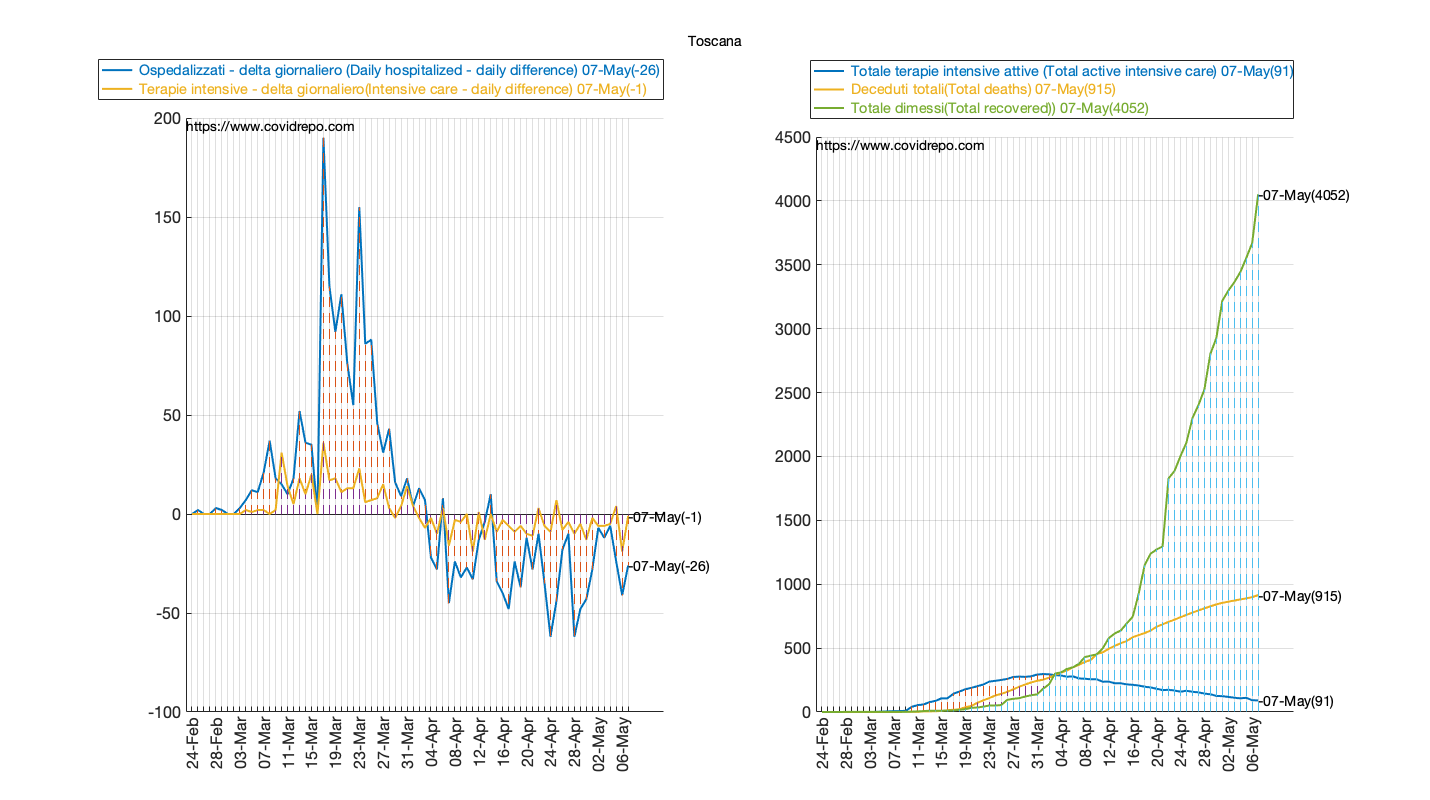 Toscana
Ospedalizzati - delta giornaliero (Daily hospitalized - daily difference) 07-May(-26)
Terapie intensive - delta giornaliero(Intensive care - daily difference) 07-May(-1)
200
https://www.covidrepo.com
150
100
50
0
-50
-100
-07-May(-1)
-07-May(-26)
24-Feb
28-Feb
03-Mar
07-Mar
11-Mar
15-Mar
19-Mar
23-Mar
27-Mar
31-Mar
04-Apr
08-Apr
12-Apr
16-Apr
20-Apr
24-Apr
28-Apr
02-May
06-May
Totale terapie intensive attive (Total active intensive care) 07-May(91)
Deceduti totali(Total deaths) 07-May(915)
Totale dimessi(Total recovered)) 07-May(4052)
4500
https://www.covidrepo.com
4000
3500
3000
2500
2000
1500
1000
500
0
-07-May(4052)
-07-May(915)
-07-May(91)
24-Feb
28-Feb
03-Mar
07-Mar
11-Mar
15-Mar
19-Mar
23-Mar
27-Mar
31-Mar
04-Apr
08-Apr
12-Apr
16-Apr
20-Apr
24-Apr
28-Apr
02-May
06-May